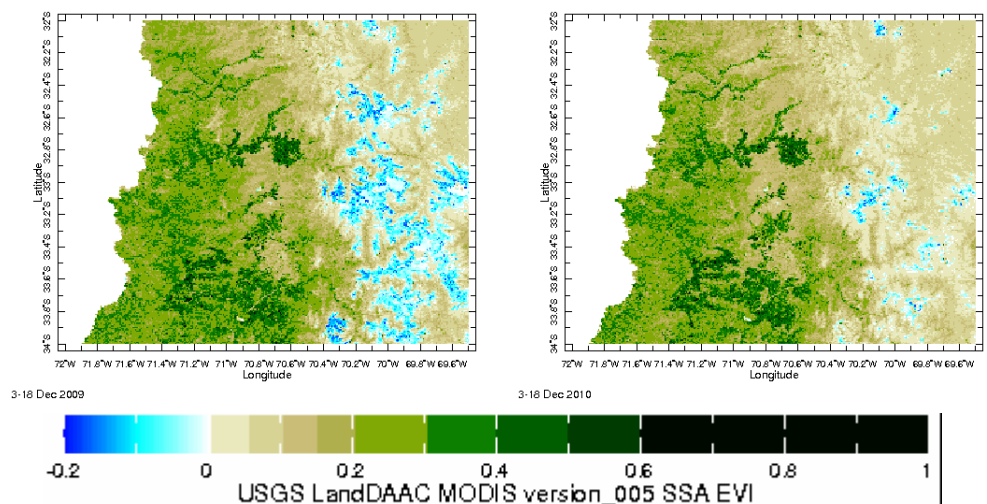 32°S
32.2°S
32.4°S
32.6°S
32.8°S
33°S
33.2°S
33.4°S
33.6°S
33.8°S
34°S
Latitude
72°W 71.8°W 71.6°W 71.4°W 71.2°W 71°W 70.8°W 70.6°W 70.4°W 70.2°W 70°W 69.8°W 69.6°W
Longitude
3-18 Dec 2009
32°S
32.2°S
32.4°S
32.6°S
32.8°S
33°S
33.2°S
33.4°S
33.6°S
33.8°S
34°S
Latitude
72°W 71.8°W 71.6°W 71.4°W 71.2°W 71°W 70.8°W 70.6°W 70.4°W 70.2°W 70°W 69.8°W 69.6°W
Longitude
3-18 Dec 2010
-0.2 0 0.2 0.4 0.6 0.8 1
USGS LandDAAC MODIS version_005 SSA EVI